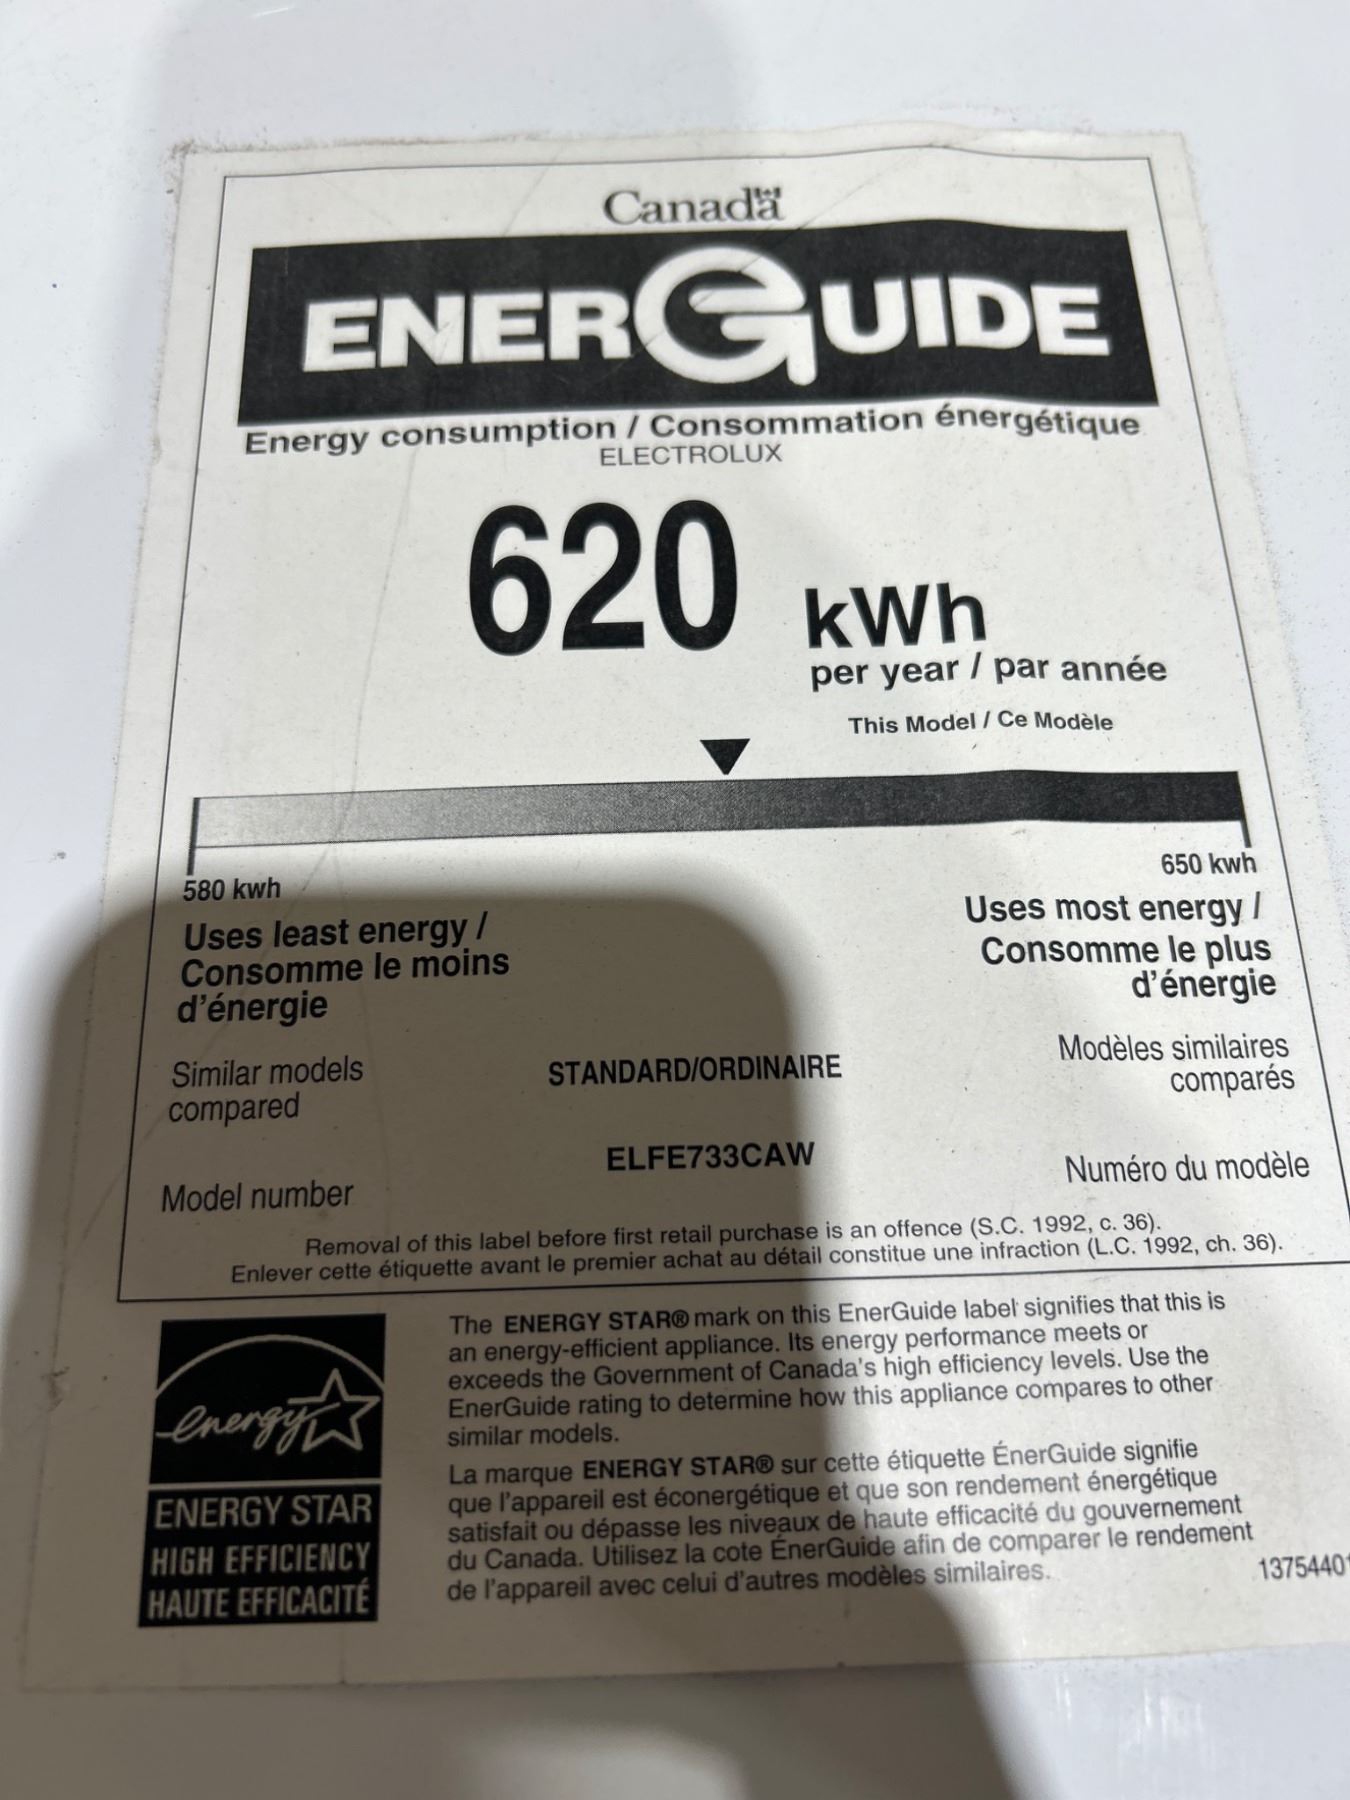 Canada
ENERGUIDE
Energy consumption / Consommation énergétique
ELECTROLUX
620 kWh
per year / par année
This Model / Ce Modèle
580 kwh
650 kwh
Uses least energy /
Consomme le moins
d'énergie
Uses most energy /
Consomme le plus
d'énergie
Similar models
compared
STANDARD/ORDINAIRE
Modèles similaires
comparés
Model number
ELFE733CAW
Numéro du modèle
Removal of this label before first retail purchase is an offence (S.C. 1992, c. 36).
Enlever cette étiquette avant le premier achat au détail constitue une infraction (L.C. 1992, ch. 36).
energy
ENERGY STAR
HIGH EFFICIENCY
HAUTE EFFICACITÉ
The ENERGY STAR® mark on this EnerGuide label signifies that this is
an energy-efficient appliance. Its energy performance meets or
exceeds the Government of Canada's high efficiency levels. Use the
EnerGuide rating to determine how this appliance compares to other
similar models.
La marque ENERGY STAR® sur cette étiquette ÉnerGuide signifie
que l'appareil est éconergétique et que son rendement énergétique
satisfait ou dépasse les niveaux de haute efficacité du gouvernement
du Canada. Utilisez la cote ÉnerGuide afin de comparer le rendement
de l'appareil avec celui d'autres modèles similaires.